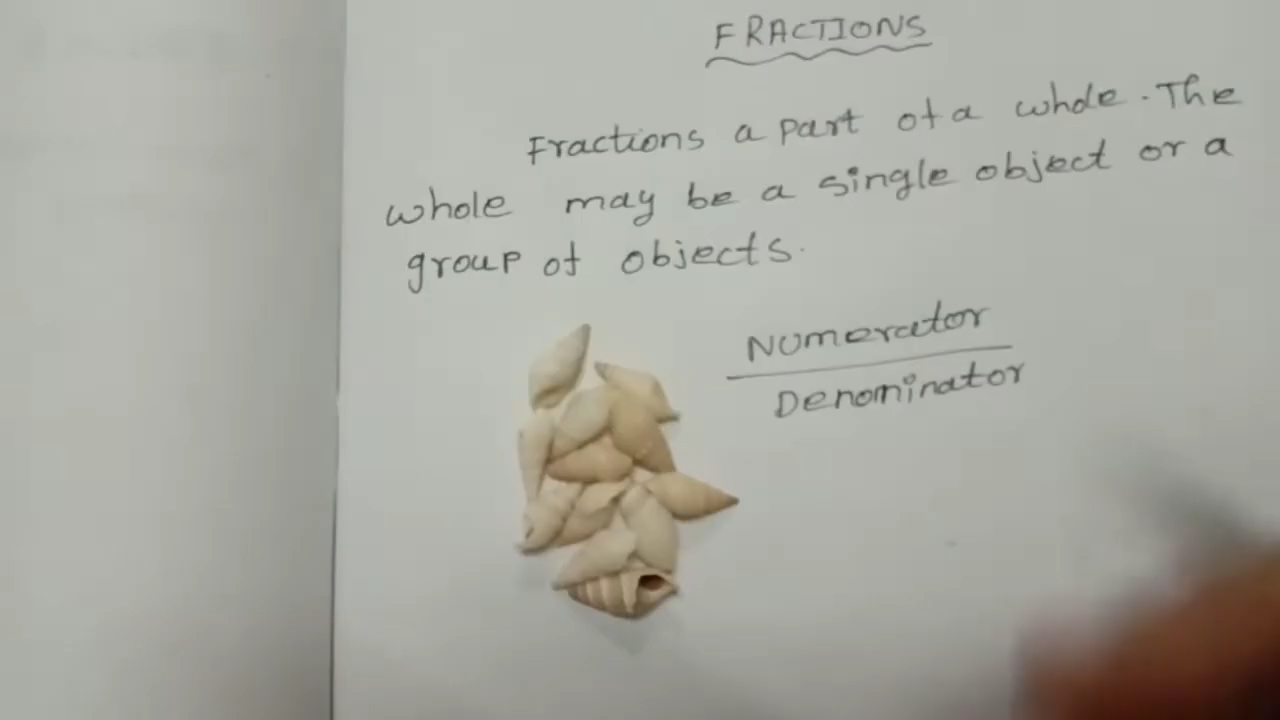 FRACTIONS
Fractions a part of a whole. The
whole may be a single object or a
group of objects.
Numerator
Denominator